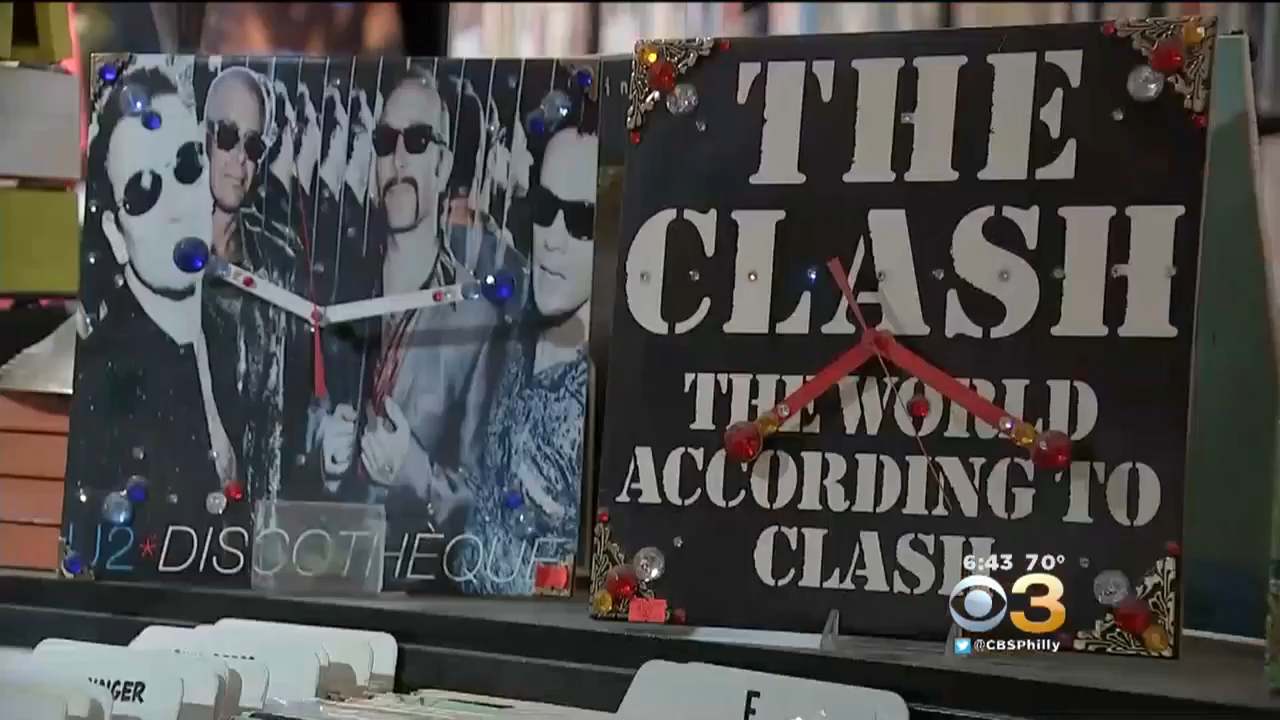 THE
CLASH
THE WORLD
ACCORDING TO
CLASH
U2*DISCOTHÈQUE
6:43 70°
3
@CBSPhilly
NGER
E